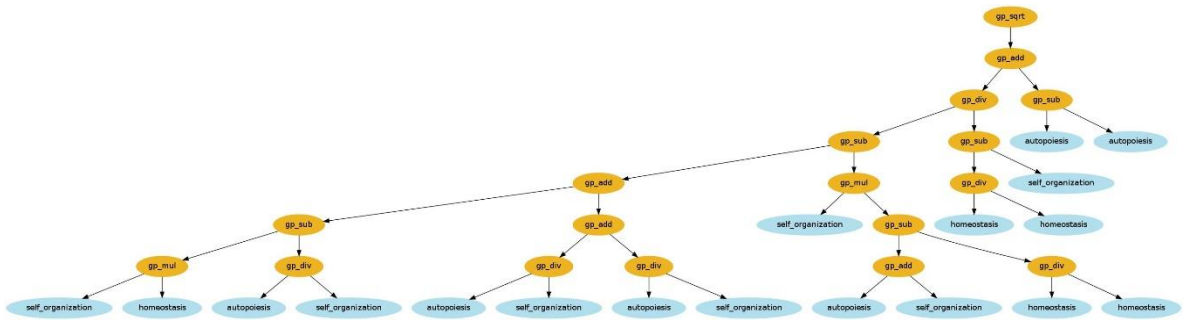 gp_sqrt
gp_add
gp_div gp_sub
gp_sub gp_sub autopoiesis autopoiesis
gp_add gp_mul gp_div self_organization
gp_sub gp_add self_organization gp_sub homeostasis homeostasis
gp_mul gp_div gp_div gp_div gp_add gp_div
self_organization homeostasis autopoiesis self_organization autopoiesis self_organization autopoiesis self_organization autopoiesis self_organization homeostasis homeostasis